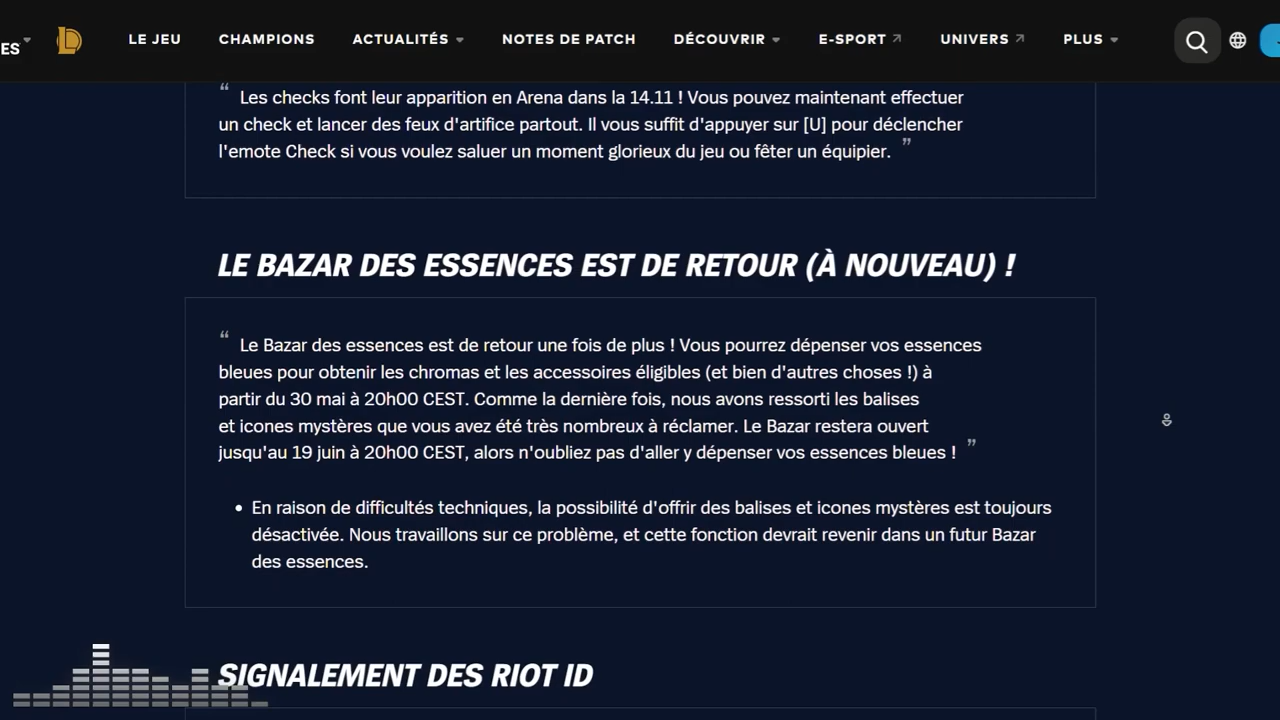 ES
LE JEU CHAMPIONS ACTUALITÉS NOTES DE PATCH DÉCOUVRIR E-SPORT UNIVERS PLUS
“ Les checks font leur apparition en Arena dans la 14.11 ! Vous pouvez maintenant effectuer
un check et lancer des feux d'artifice partout. Il vous suffit d'appuyer sur [U] pour déclencher
l'emote Check si vous voulez saluer un moment glorieux du jeu ou fêter un équipier. ”
LE BAZAR DES ESSENCES EST DE RETOUR (À NOUVEAU) !
“ Le Bazar des essences est de retour une fois de plus ! Vous pourrez dépenser vos essences
bleues pour obtenir les chromas et les accessoires éligibles (et bien d'autres choses !) à
partir du 30 mai à 20h00 CEST. Comme la dernière fois, nous avons ressorti les balises
et icones mystères que vous avez été très nombreux à réclamer. Le Bazar restera ouvert
jusqu'au 19 juin à 20h00 CEST, alors n'oubliez pas d'aller y dépenser vos essences bleues ! ”
• En raison de difficultés techniques, la possibilité d'offrir des balises et icones mystères est toujours
désactivée. Nous travaillons sur ce problème, et cette fonction devrait revenir dans un futur Bazar
des essences.
SIGNALEMENT DES RIOT ID